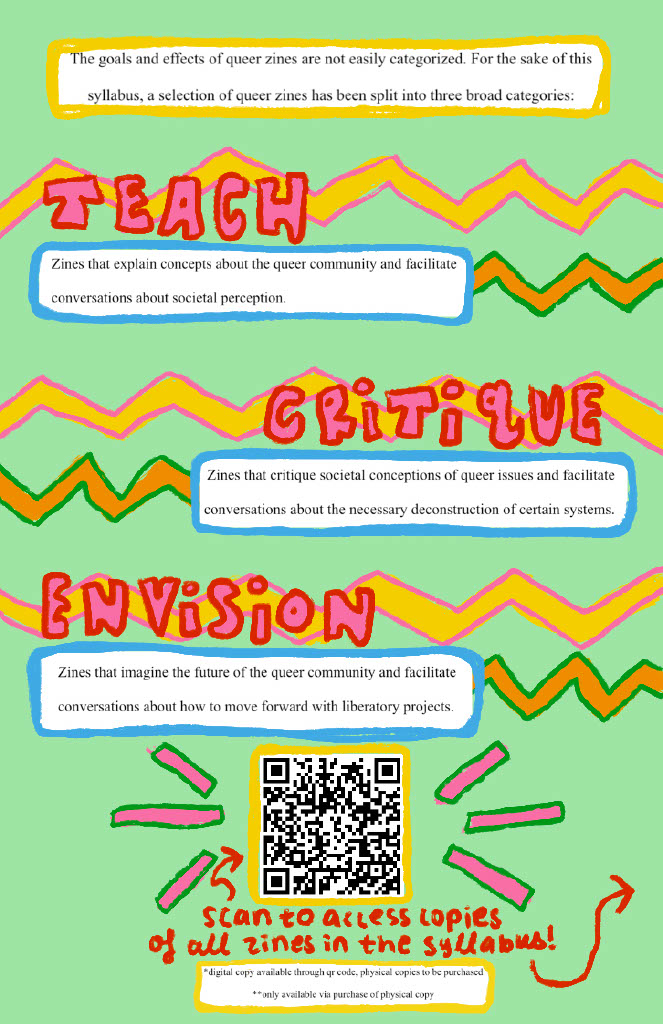 The goals and effects of queer zines are not easily categorized. For the sake of this
syllabus, a selection of queer zines has been split into three broad categories:
TEACH
Zines that explain concepts about the queer community and facilitate
conversations about societal perception.
CRiTiQUE
Zines that critique societal conceptions of queer issues and facilitate
conversations about the necessary deconstruction of certain systems.
ENViSiON
Zines that imagine the future of the queer community and facilitate
conversations about how to move forward with liberatory projects.
scan to access copies
of all zines in the syllabus!
*digital copy available through qr code, physical copies to be purchased
**only available via purchase of physical copy